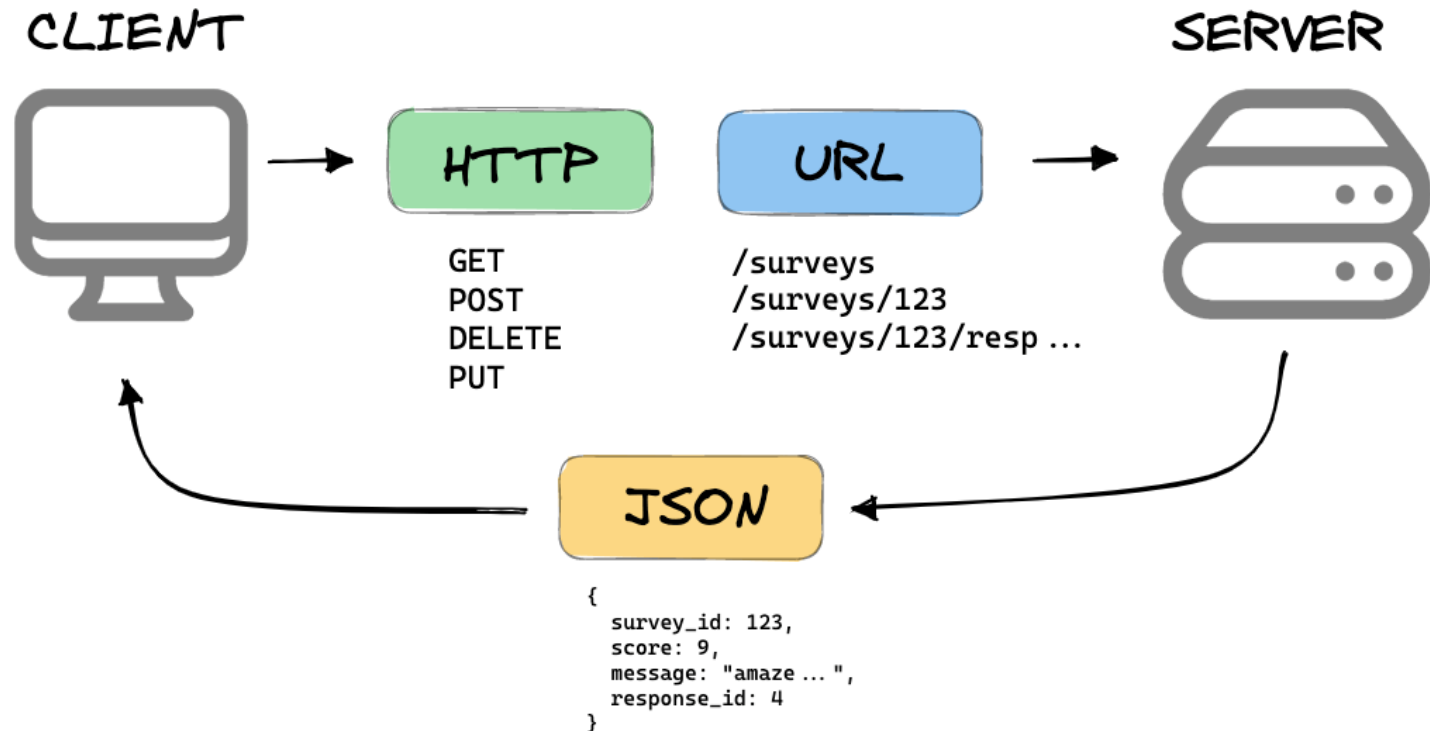 CLIENT
SERVER
HTTP
URL
GET
POST
DELETE
PUT
/surveys
/surveys/123
/surveys/123/resp ...
JSON
{
survey_id: 123,
score: 9,
message: "amaze ... ",
response_id: 4
}